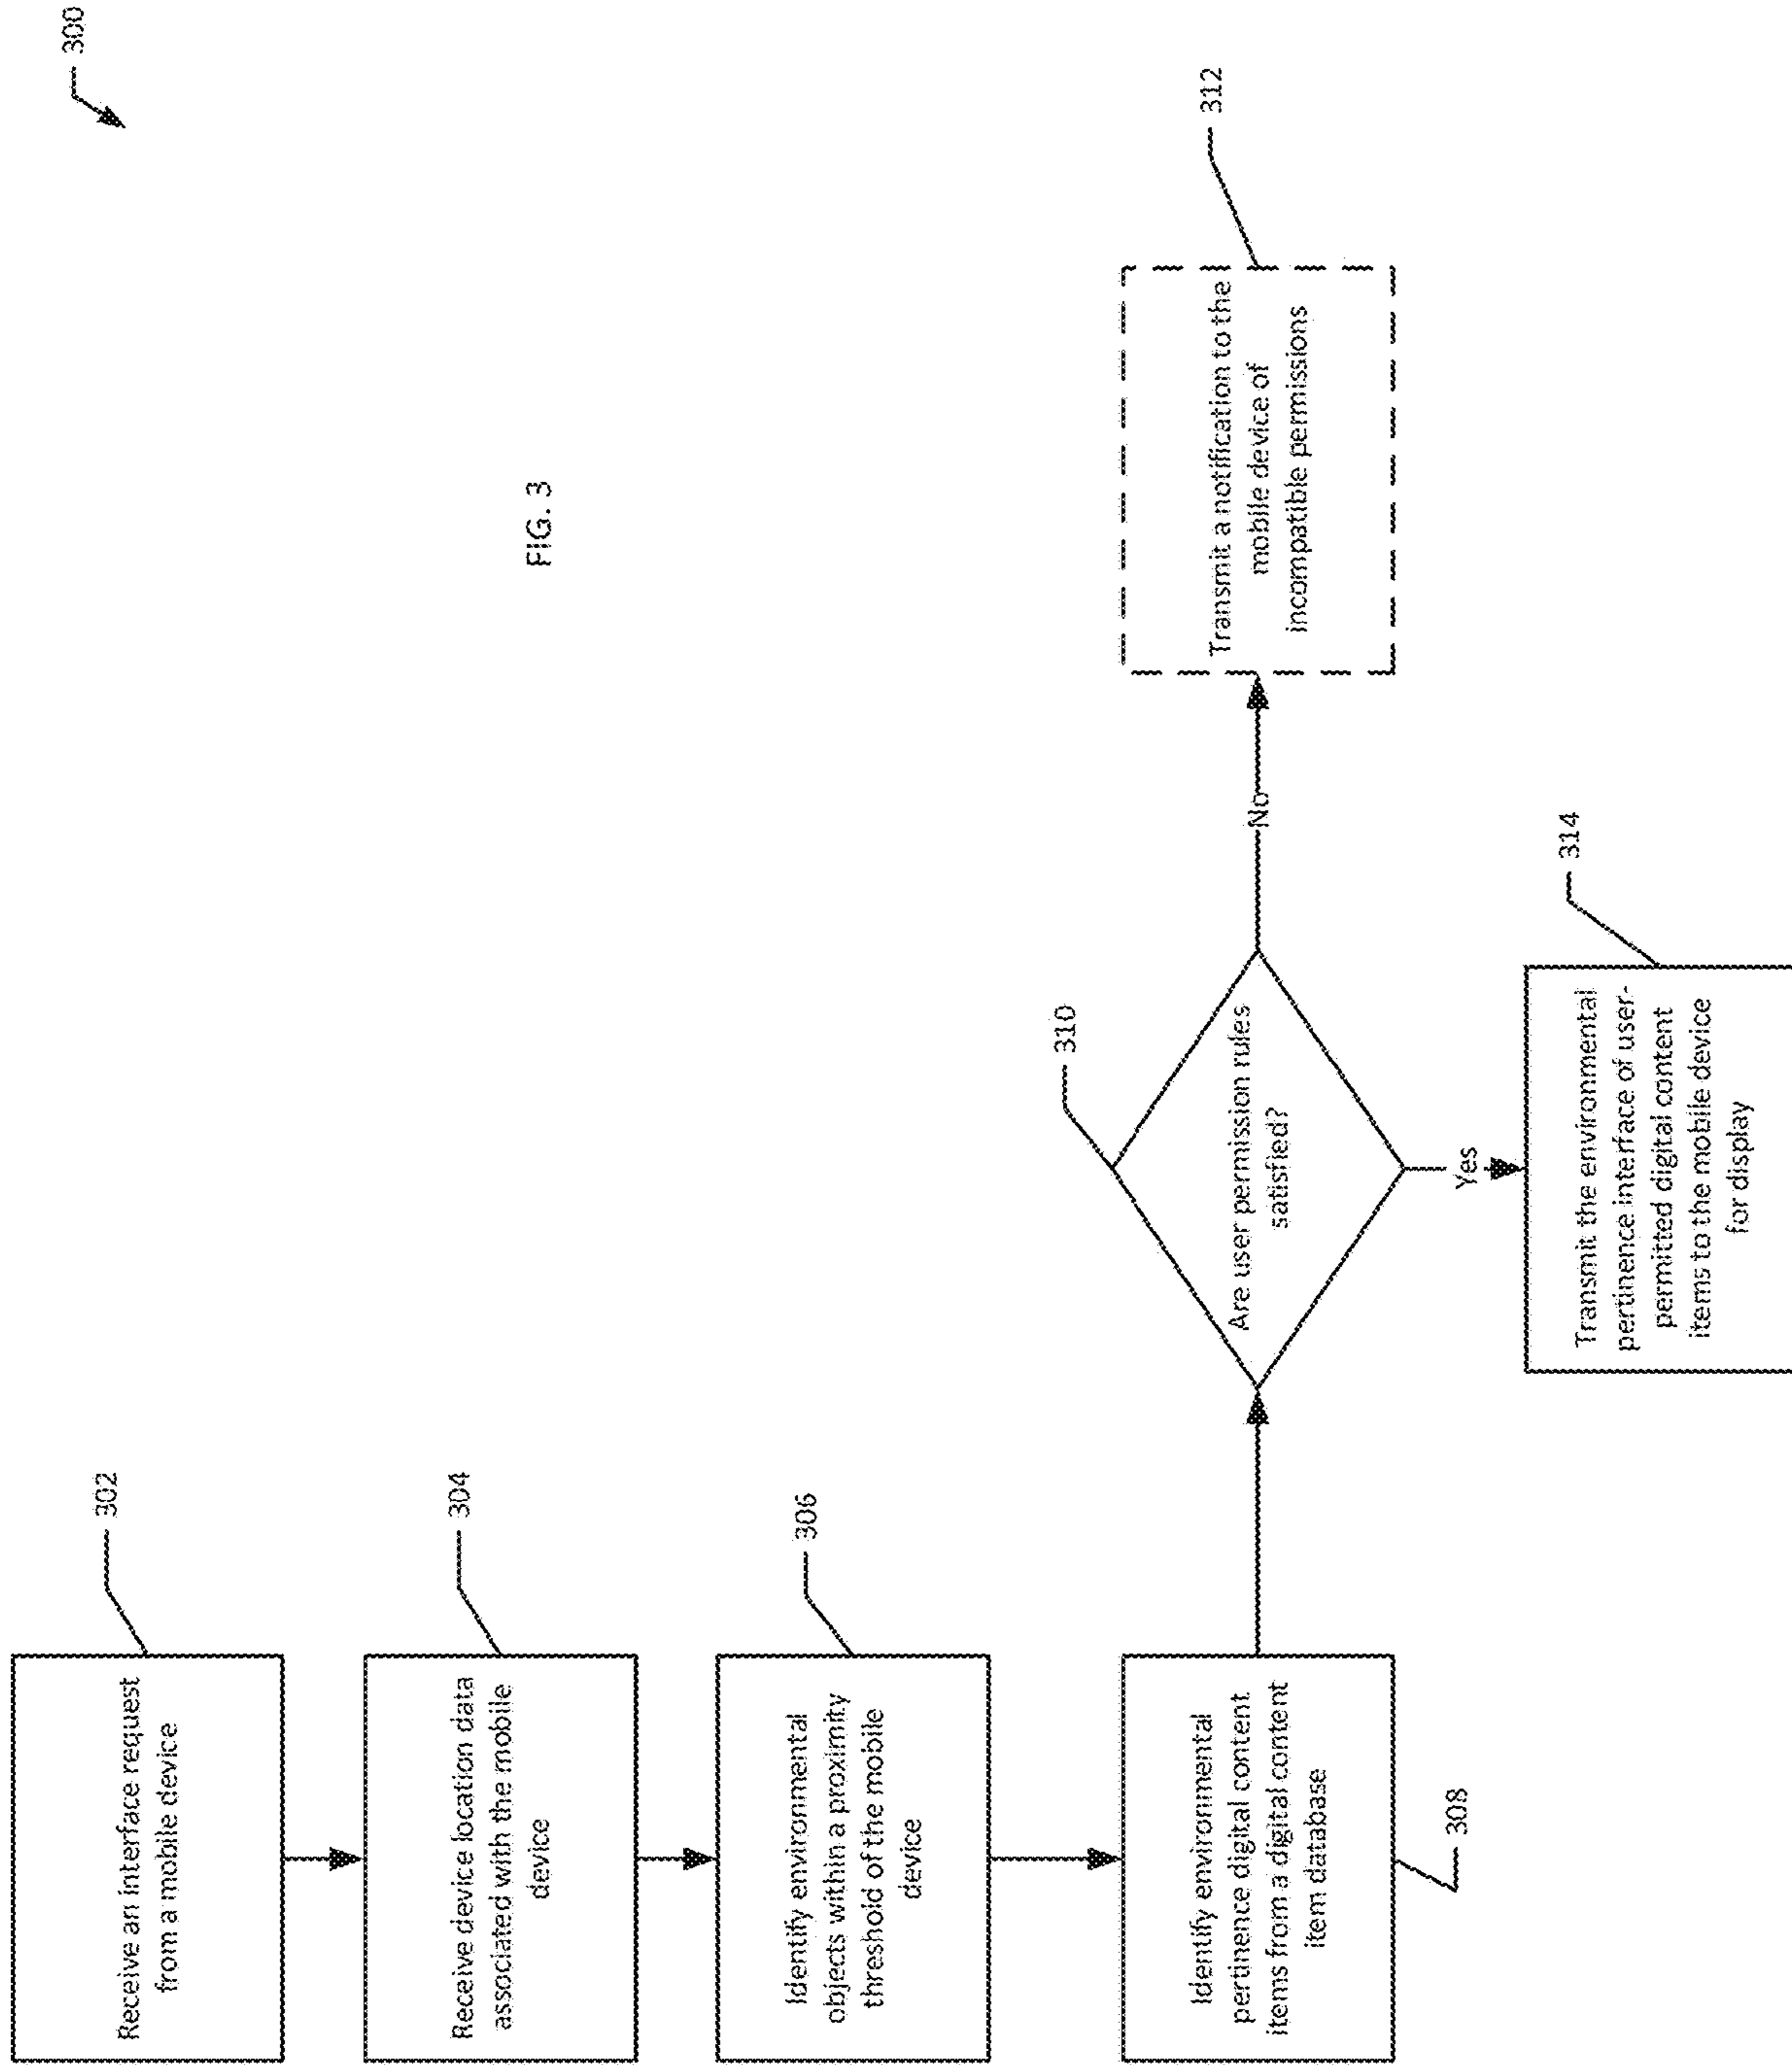 300
302
Receive an interface request
from a mobile device
304
Receive device location data
associated with the mobile
device
306
Identify environmental
objects within a proximity
threshold of the mobile
device
308
Identify environmental
pertinence digital content
items from a digital content
item database
310
Are user permission rules
satisfied?
No
312
Transmit a notification to the
mobile device of
incompatible permissions
Yes
314
Transmit the environmental
pertinence interface of user-
permitted digital content
items to the mobile device
for display
FIG. 3